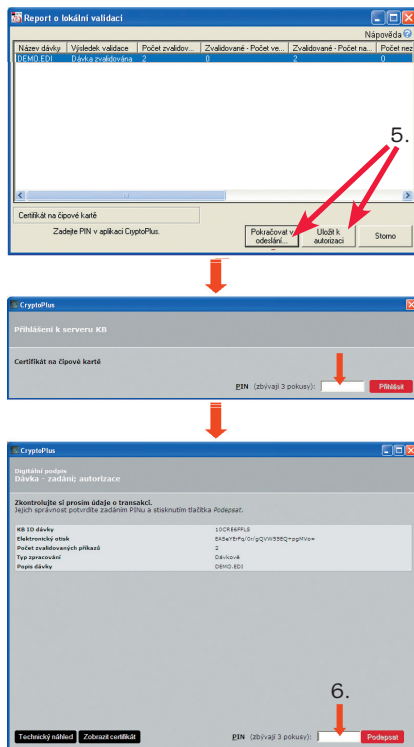 Report o lokální validaci
Nápověda
Název dávky Výsledek validace Počet zvalidov... Zvalidované - Počet ve... Zvalidované - Počet na... Počet nez
DEMO.EDI Dávka zvalidována 2 0 2 0
5.
Certifikát na čipové kartě
Zadejte PIN v aplikaci CryptoPlus.
Pokračovat v odeslání...
Uložit k autorizaci
Storno
CryptoPlus
Přihlášení k serveru KB
Certifikát na čipové kartě
PIN (zbývají 3 pokusy): Přihlásit
CryptoPlus
Digitální podpis
Dávka - zadání; autorizace
Zkontrolujte si prosím údaje o transakci.
Jejich správnost potvrdíte zadáním PINu a stisknutím tlačítka Podepsat.
KB ID dávky 10CRE6FFLS
Elektronický otisk
Počet zvalidovaných příkazů 2
Typ zpracování Dávkově
Popis dávky DEMO.EDI
6.
Technický náhled Zobrazit certifikát PIN (zbývají 3 pokusy): Podepsat